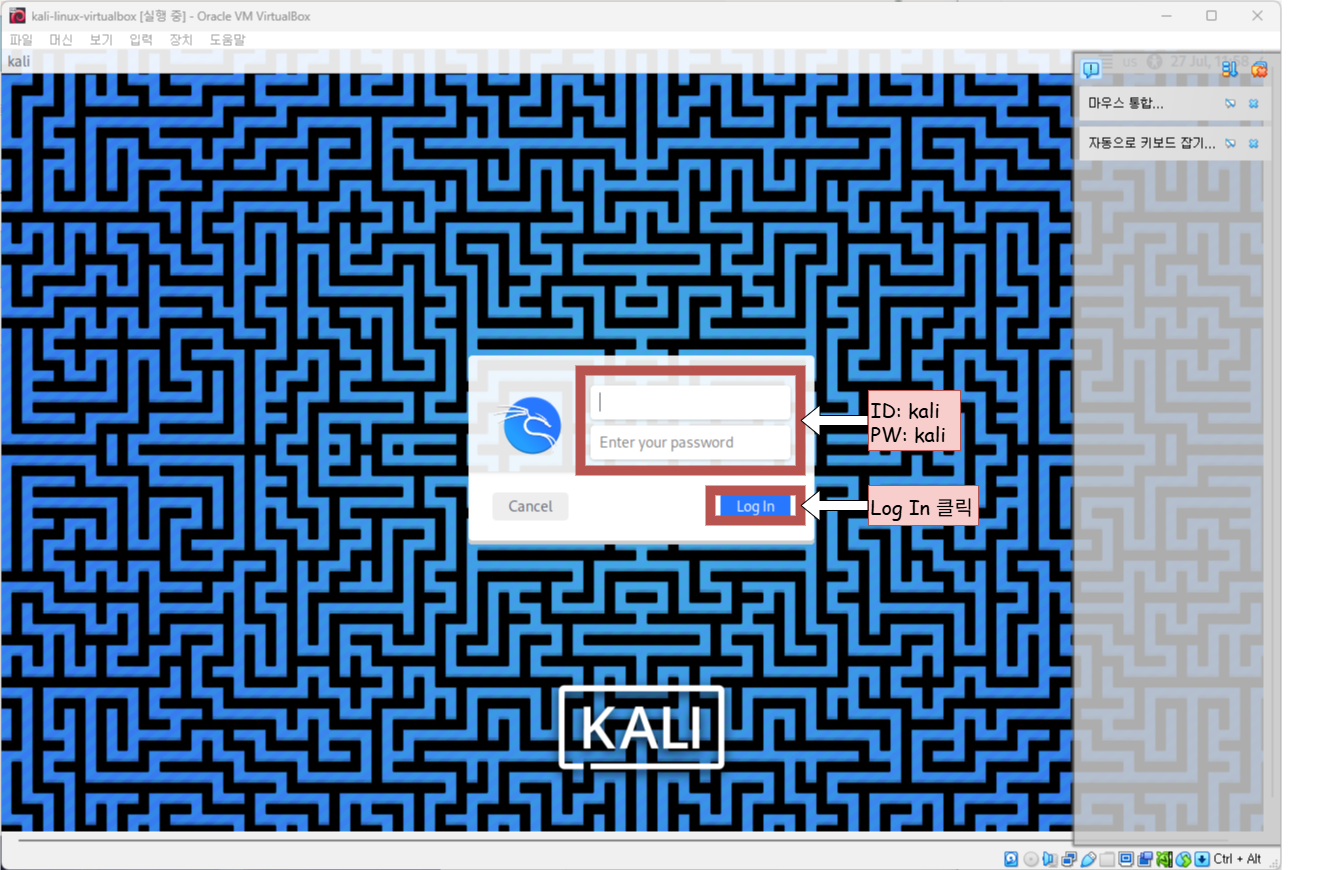 kali-linux-virtualbox [실행 중] - Oracle VM VirtualBox
파일 머신 보기 입력 장치 도움말
kali
us 27 Jul,
마우스 통합...
자동으로 키보드 잡기...
ID: kali
PW: kali
Enter your password
Cancel
Log In
Log In 클릭
KALI
Ctrl + Alt